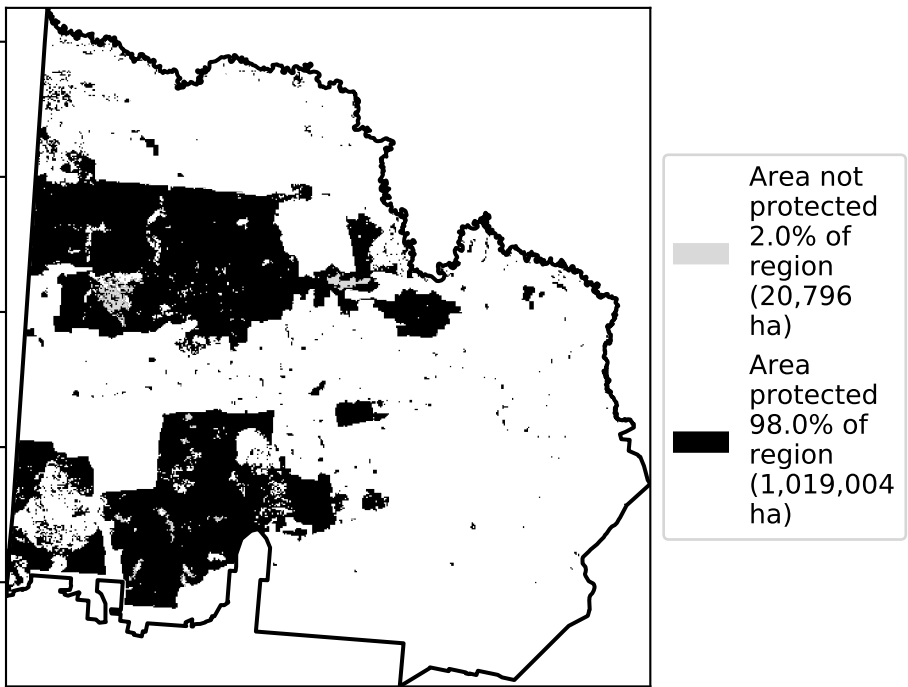 Area not
protected
2.0% of
region
(20,796
ha)
Area
protected
98.0% of
region
(1,019,004
ha)